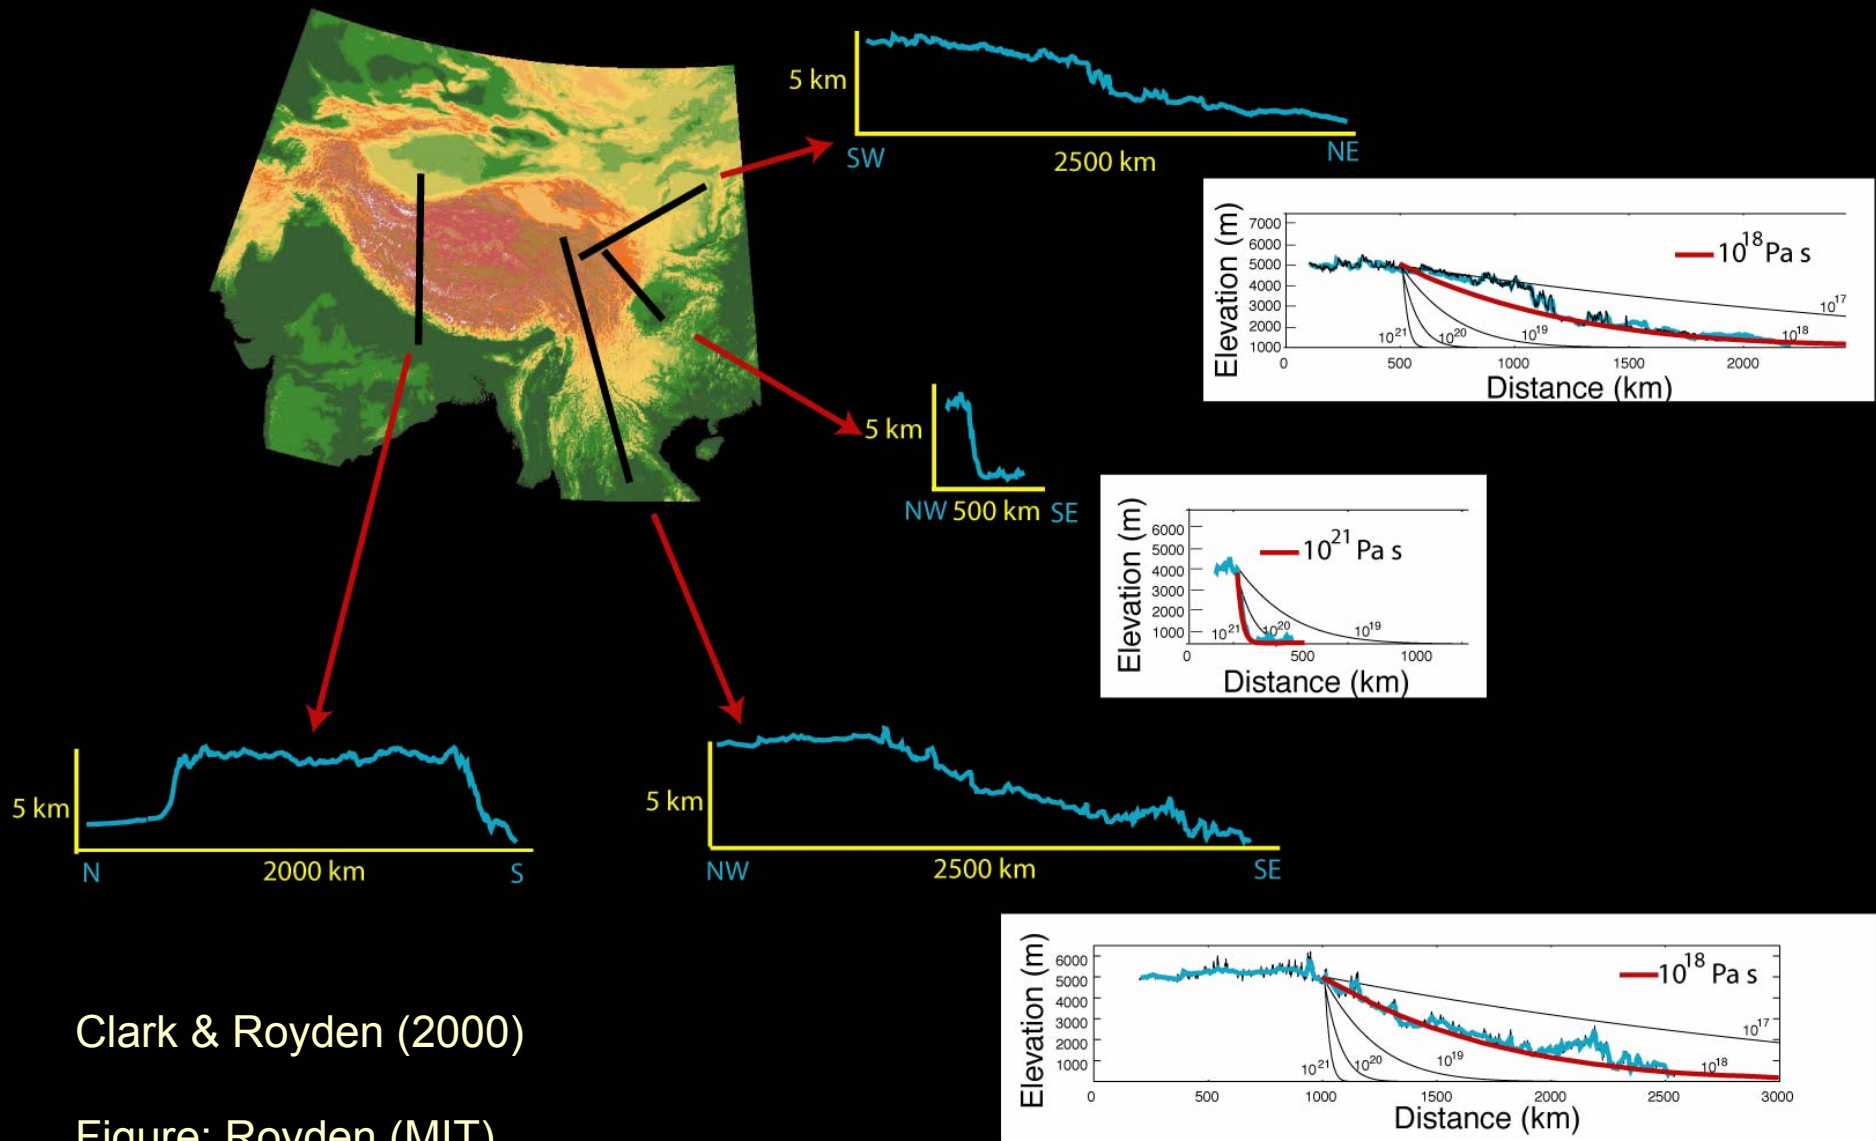 5 km
SW
2500 km
NE
Elevation (m)
7000
6000
5000
4000
3000
2000
1000
10^18 Pa s
10^21
10^20
10^19
10^18
10^17
0
500
1000
1500
2000
Distance (km)
5 km
NW 500 km SE
Elevation (m)
6000
5000
4000
3000
2000
1000
10^21 Pa s
10^21
10^20
10^19
0
500
1000
Distance (km)
5 km
N
2000 km
S
5 km
NW
2500 km
SE
Elevation (m)
6000
5000
4000
3000
2000
1000
10^18 Pa s
10^21
10^20
10^19
10^18
10^17
0
500
1000
1500
2000
2500
3000
Distance (km)
Clark & Royden (2000)
Figure: Royden (MIT)